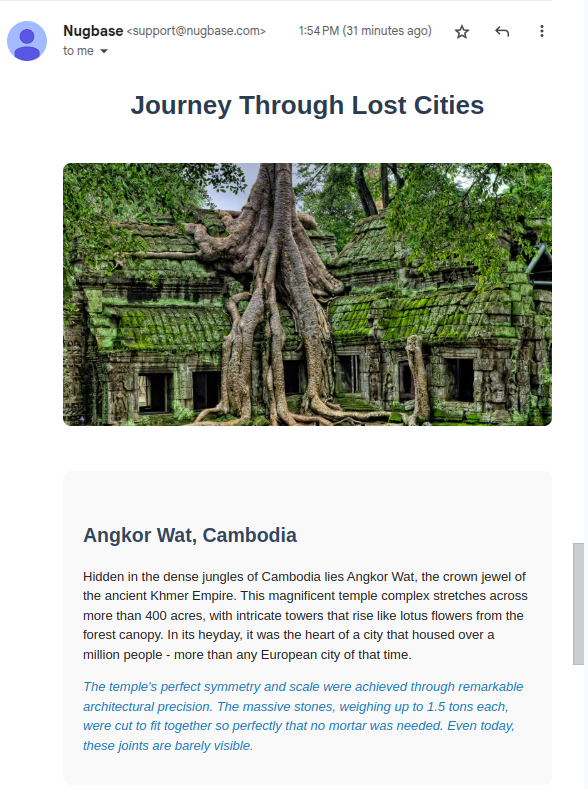 Nugbase <support@nugbase.com> 1:54 PM (31 minutes ago)
to me
Journey Through Lost Cities
Angkor Wat, Cambodia
Hidden in the dense jungles of Cambodia lies Angkor Wat, the crown jewel of
the ancient Khmer Empire. This magnificent temple complex stretches across
more than 400 acres, with intricate towers that rise like lotus flowers from the
forest canopy. In its heyday, it was the heart of a city that housed over a
million people - more than any European city of that time.
The temple's perfect symmetry and scale were achieved through remarkable
architectural precision. The massive stones, weighing up to 1.5 tons each,
were cut to fit together so perfectly that no mortar was needed. Even today,
these joints are barely visible.